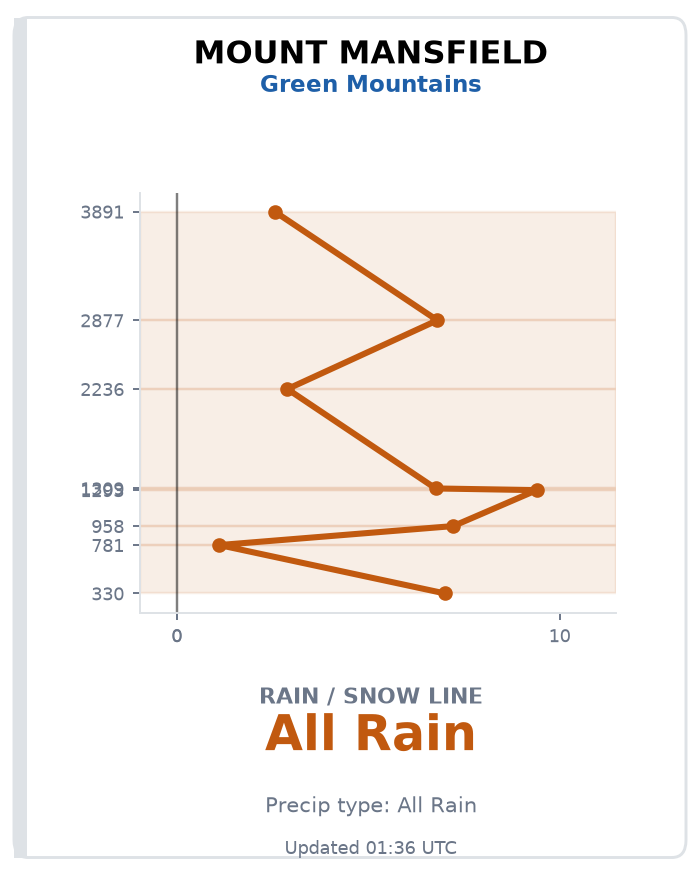 MOUNT MANSFIELD
Green Mountains
3891
2877
2236
958
781
330
0
10
RAIN / SNOW LINE
All Rain
Precip type: All Rain
Updated 01:36 UTC